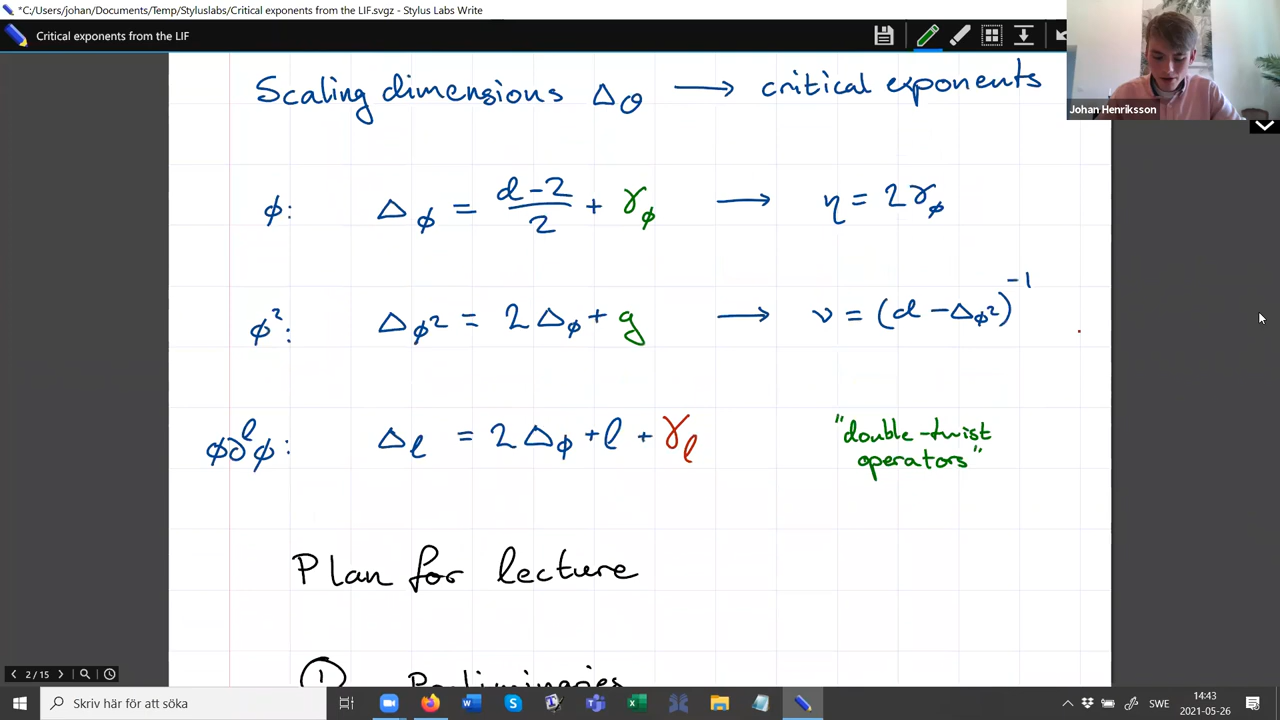 *C:/Users/johan/Documents/Temp/Styluslabs/Critical exponents from the LIF.svgz - Stylus Labs Write
Critical exponents from the LIF
Johan Henriksson
Scaling dimensions Δ_O → critical exponents
φ: Δ_φ = (d-2)/2 + γ_φ → η = 2γ_φ
φ²: Δ_φ² = 2Δ_φ + g → ν = (d - Δ_φ²)⁻¹
φ∂^lφ: Δ_l = 2Δ_φ + l + γ_l "double-twist
operators"
Plan for lecture
① Preliminaries
2 / 15
Skriv här för att söka
SWE
14:43
2021-05-26